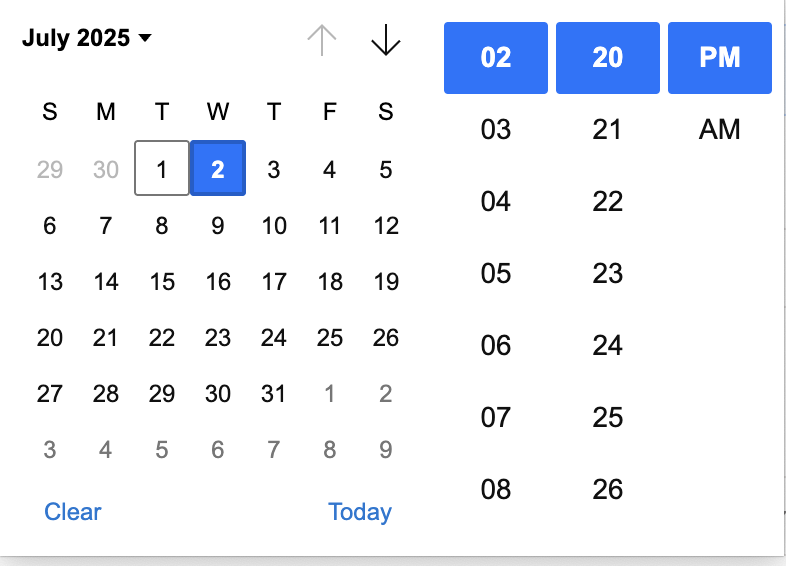 July 2025
S M T W T F S
29 30 1 2 3 4 5
6 7 8 9 10 11 12
13 14 15 16 17 18 19
20 21 22 23 24 25 26
27 28 29 30 31 1 2
3 4 5 6 7 8 9
Clear Today
02 20 PM
03 21 AM
04 22
05 23
06 24
07 25
08 26